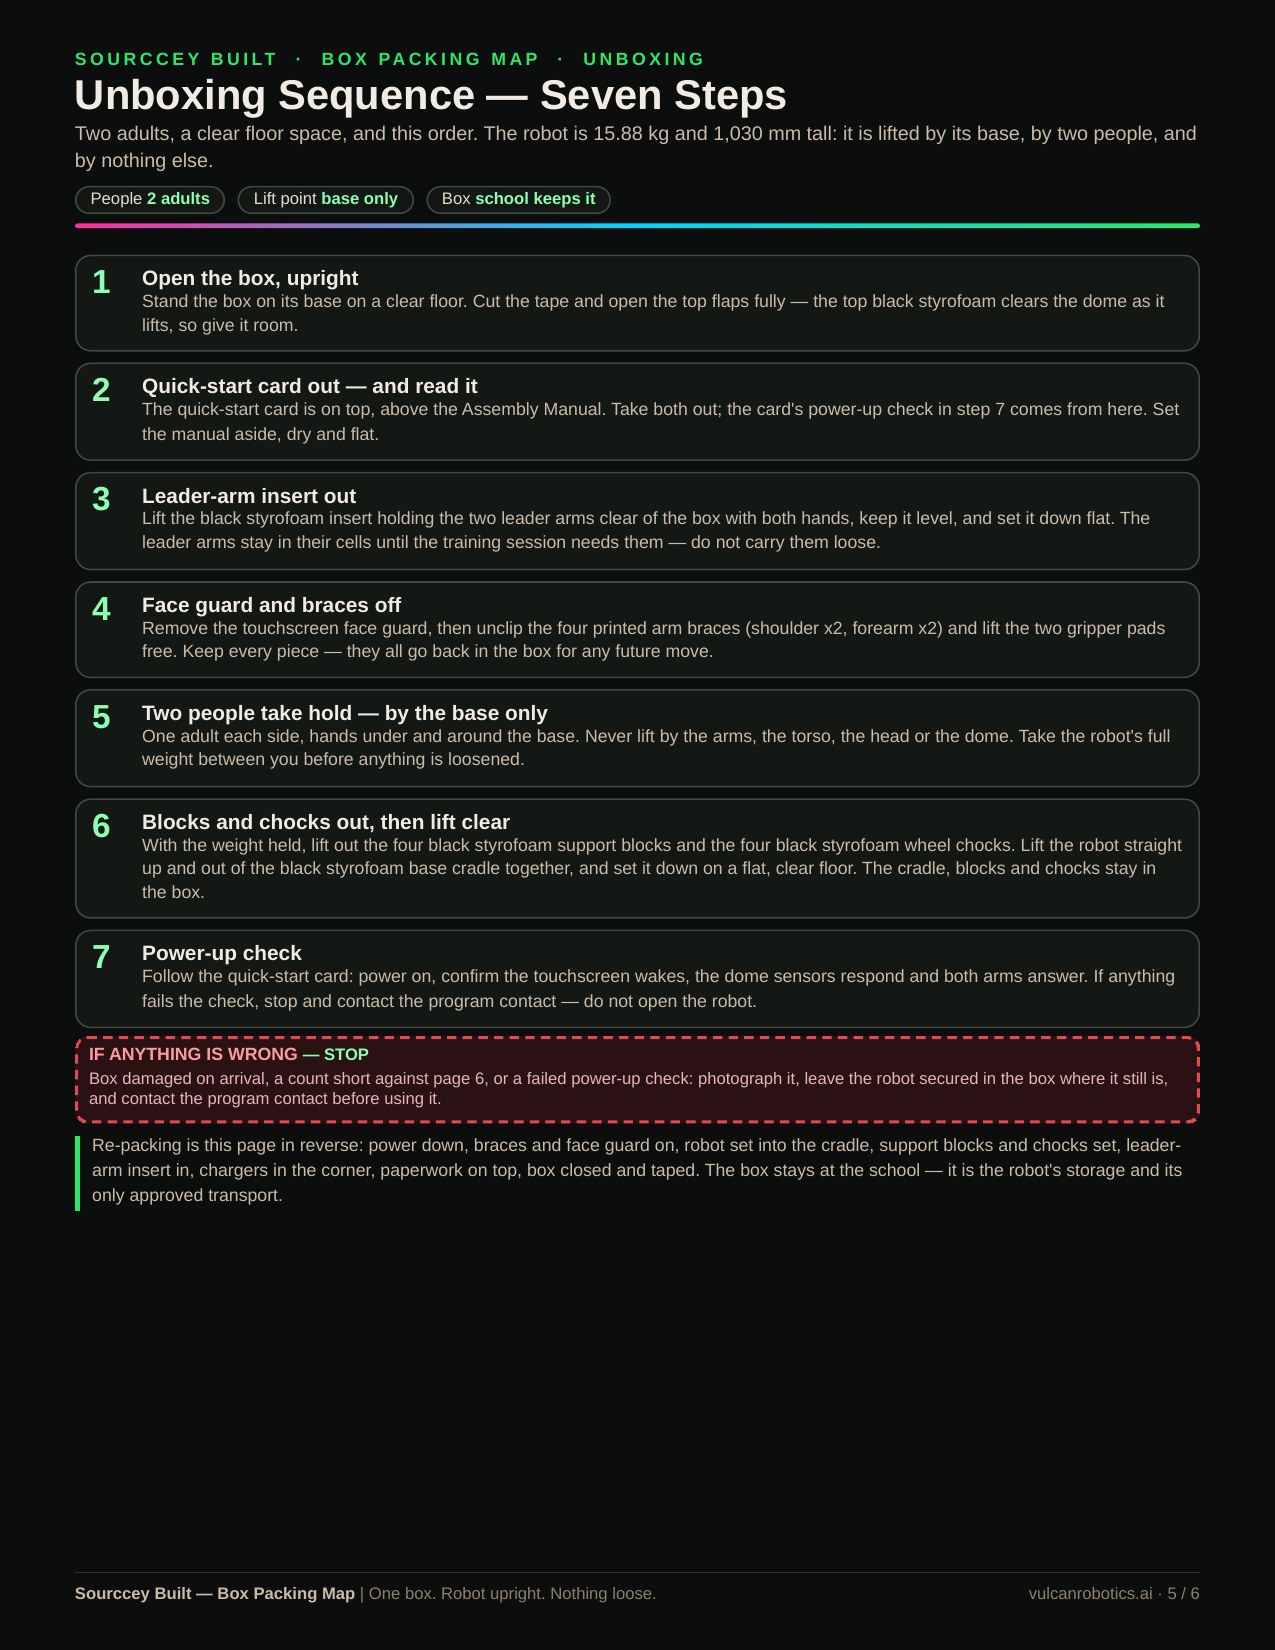 SOURCCEY BUILT · BOX PACKING MAP · UNBOXING
Unboxing Sequence — Seven Steps
Two adults, a clear floor space, and this order. The robot is 15.88 kg and 1,030 mm tall: it is lifted by its base, by two people, and
by nothing else.
People 2 adults
Lift point base only
Box school keeps it
1
Open the box, upright
Stand the box on its base on a clear floor. Cut the tape and open the top flaps fully — the top black styrofoam clears the dome as it
lifts, so give it room.
2
Quick-start card out — and read it
The quick-start card is on top, above the Assembly Manual. Take both out; the card's power-up check in step 7 comes from here. Set
the manual aside, dry and flat.
3
Leader-arm insert out
Lift the black styrofoam insert holding the two leader arms clear of the box with both hands, keep it level, and set it down flat. The
leader arms stay in their cells until the training session needs them — do not carry them loose.
4
Face guard and braces off
Remove the touchscreen face guard, then unclip the four printed arm braces (shoulder x2, forearm x2) and lift the two gripper pads
free. Keep every piece — they all go back in the box for any future move.
5
Two people take hold — by the base only
One adult each side, hands under and around the base. Never lift by the arms, the torso, the head or the dome. Take the robot's full
weight between you before anything is loosened.
6
Blocks and chocks out, then lift clear
With the weight held, lift out the four black styrofoam support blocks and the four black styrofoam wheel chocks. Lift the robot straight
up and out of the black styrofoam base cradle together, and set it down on a flat, clear floor. The cradle, blocks and chocks stay in
the box.
7
Power-up check
Follow the quick-start card: power on, confirm the touchscreen wakes, the dome sensors respond and both arms answer. If anything
fails the check, stop and contact the program contact — do not open the robot.
IF ANYTHING IS WRONG — STOP
Box damaged on arrival, a count short against page 6, or a failed power-up check: photograph it, leave the robot secured in the box where it still is,
and contact the program contact before using it.
Re-packing is this page in reverse: power down, braces and face guard on, robot set into the cradle, support blocks and chocks set, leader-
arm insert in, chargers in the corner, paperwork on top, box closed and taped. The box stays at the school — it is the robot's storage and its
only approved transport.
Sourccey Built — Box Packing Map | One box. Robot upright. Nothing loose.
vulcanrobotics.ai · 5 / 6